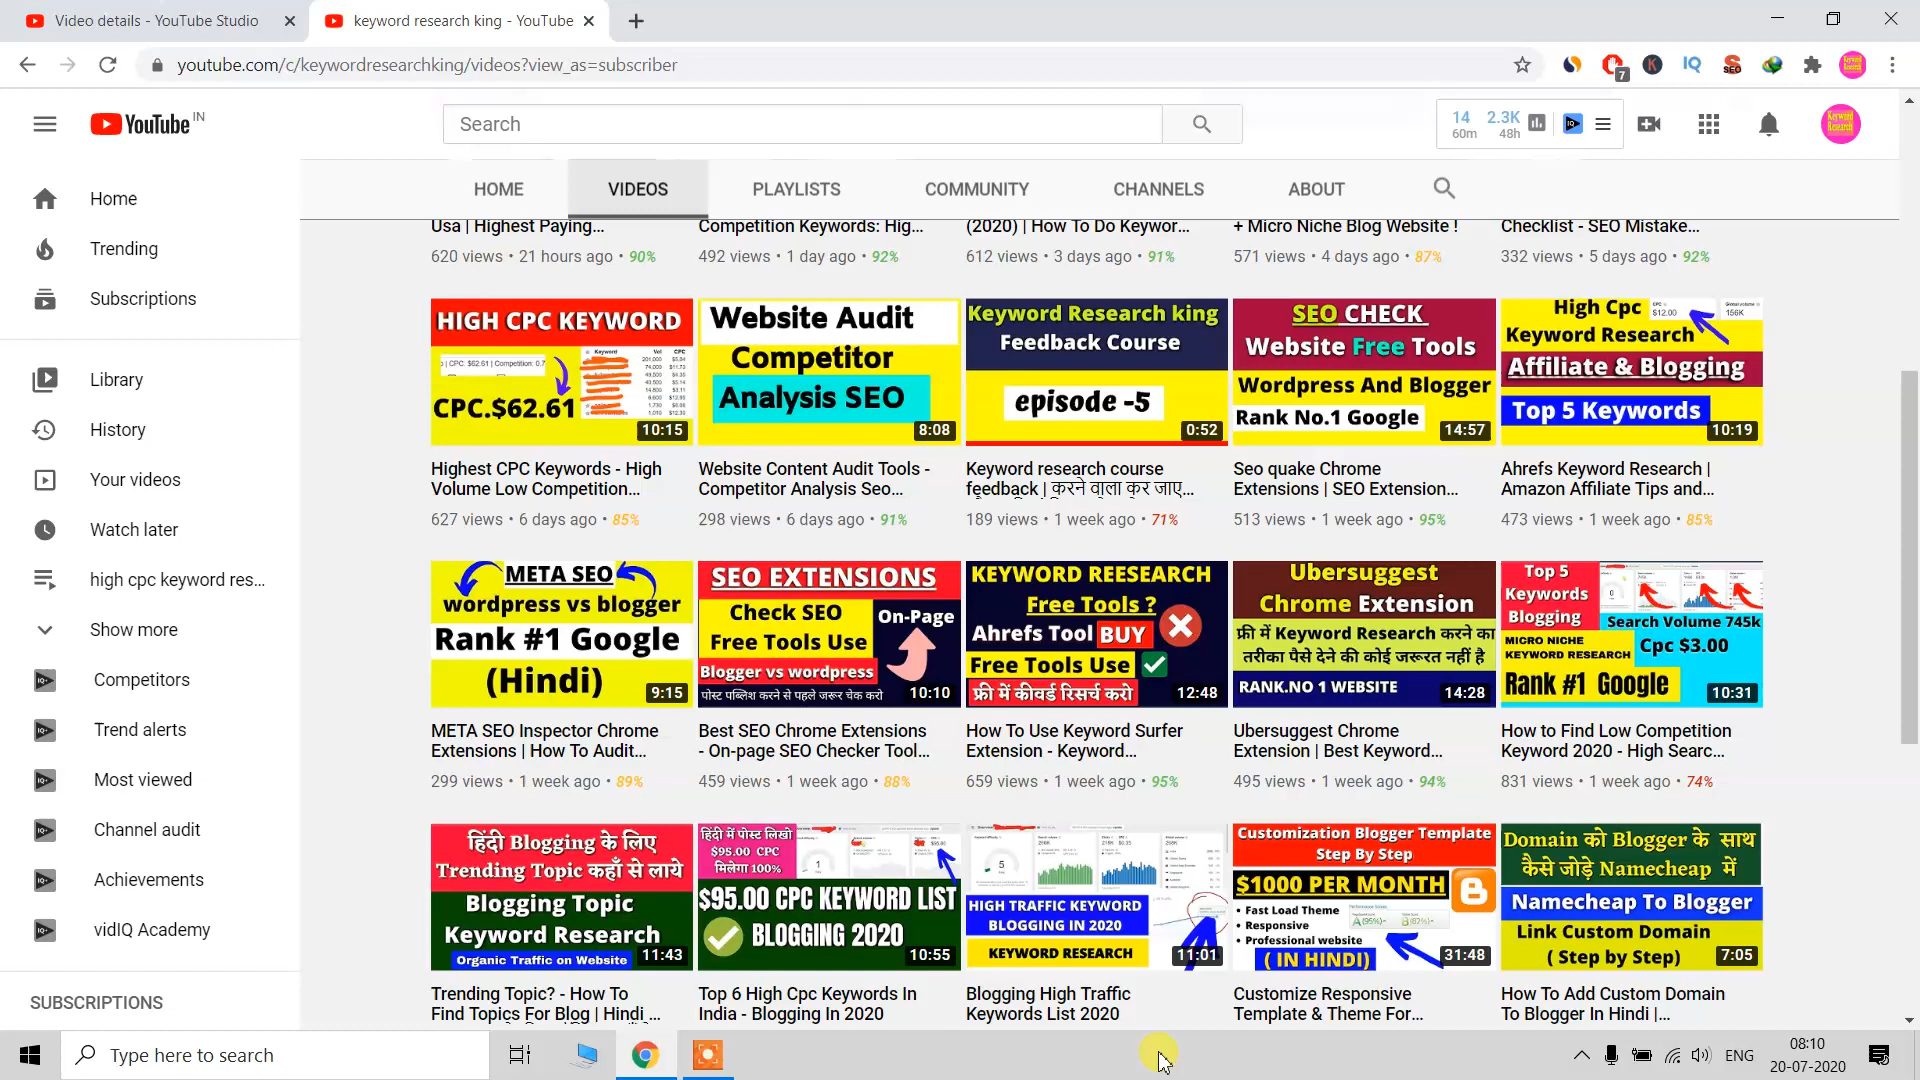 Video details - YouTube Studio
keyword research king - YouTube
youtube.com/c/keywordresearchking/videos?view_as=subscriber
7
IQ
SEO
YouTube IN
Search
14
60m
2.3K
48h
Keyword
Research
HOME
VIDEOS
PLAYLISTS
COMMUNITY
CHANNELS
ABOUT
Home
Trending
Subscriptions
Library
History
Your videos
Watch later
high cpc keyword res...
Show more
Competitors
Trend alerts
Most viewed
Channel audit
Achievements
vidIQ Academy
SUBSCRIPTIONS
Usa | Highest Paying...
620 views • 21 hours ago • 90%
Competition Keywords: Hig...
492 views • 1 day ago • 92%
(2020) | How To Do Keywor...
612 views • 3 days ago • 91%
+ Micro Niche Blog Website !
571 views • 4 days ago • 87%
Checklist - SEO Mistake...
332 views • 5 days ago • 92%
HIGH CPC KEYWORD
| CPC: $62.61 | Competition: 0.7
Keyword Vol CPC
CPC.$62.61
10:15
Highest CPC Keywords - High
Volume Low Competition...
627 views • 6 days ago • 85%
Website Audit
Competitor
Analysis SEO
8:08
Website Content Audit Tools -
Competitor Analysis Seo...
298 views • 6 days ago • 91%
Keyword Research king
Feedback Course
episode -5
0:52
Keyword research course
feedback | करने वाला कर जाए...
189 views • 1 week ago • 71%
SEO CHECK
Website Free Tools
Wordpress And Blogger
Rank No.1 Google
14:57
Seo quake Chrome
Extensions | SEO Extension...
513 views • 1 week ago • 95%
High Cpc
$12.00
156K
Keyword Research
Affiliate & Blogging
Top 5 Keywords
10:19
Ahrefs Keyword Research |
Amazon Affiliate Tips and...
473 views • 1 week ago • 85%
META SEO
wordpress vs blogger
Rank #1 Google
(Hindi)
9:15
META SEO Inspector Chrome
Extensions | How To Audit...
299 views • 1 week ago • 89%
SEO EXTENSIONS
Check SEO
Free Tools Use
On-Page
Blogger vs wordpress
पोस्ट पब्लिश करने से पहले जरूर चेक करो
10:10
Best SEO Chrome Extensions
- On-page SEO Checker Tool...
459 views • 1 week ago • 88%
KEYWORD REESEARCH
Free Tools ?
Ahrefs Tool BUY
Free Tools Use
फ्री में कीवर्ड रिसर्च करो
12:48
How To Use Keyword Surfer
Extension - Keyword...
659 views • 1 week ago • 95%
Ubersuggest
Chrome Extension
फ्री में Keyword Research करने का
तरीका पैसे देने की कोई जरूरत नहीं है
RANK.NO 1 WEBSITE
14:28
Ubersuggest Chrome
Extension | Best Keyword...
495 views • 1 week ago • 94%
Top 5
Keywords
Blogging
Search Volume 745k
MICRO NICHE
KEYWORD RESEARCH
Cpc $3.00
Rank #1 Google
10:31
How to Find Low Competition
Keyword 2020 - High Searc...
831 views • 1 week ago • 74%
हिंदी Blogging के लिए
Trending Topic कहाँ से लाये
Blogging Topic
Keyword Research
Organic Traffic on Website
11:43
Trending Topic? - How To
Find Topics For Blog | Hindi ...
हिंदी में पोस्ट लिखो
$95.00 CPC
मिलेगा 100%
$95.00 CPC KEYWORD LIST
BLOGGING 2020
10:55
Top 6 High Cpc Keywords In
India - Blogging In 2020
HIGH TRAFFIC KEYWORD
BLOGGING IN 2020
KEYWORD RESEARCH
11:01
Blogging High Traffic
Keywords List 2020
Customization Blogger Template
Step By Step
$1000 PER MONTH
• Fast Load Theme
• Responsive
• Professional website
A(95%)
B(82%)
( IN HINDI)
31:48
Customize Responsive
Template & Theme For...
Domain को Blogger के साथ
कैसे जोड़े Namecheap में
Namecheap To Blogger
Link Custom Domain
( Step by Step)
7:05
How To Add Custom Domain
To Blogger In Hindi |...
Type here to search
ENG
08:10
20-07-2020